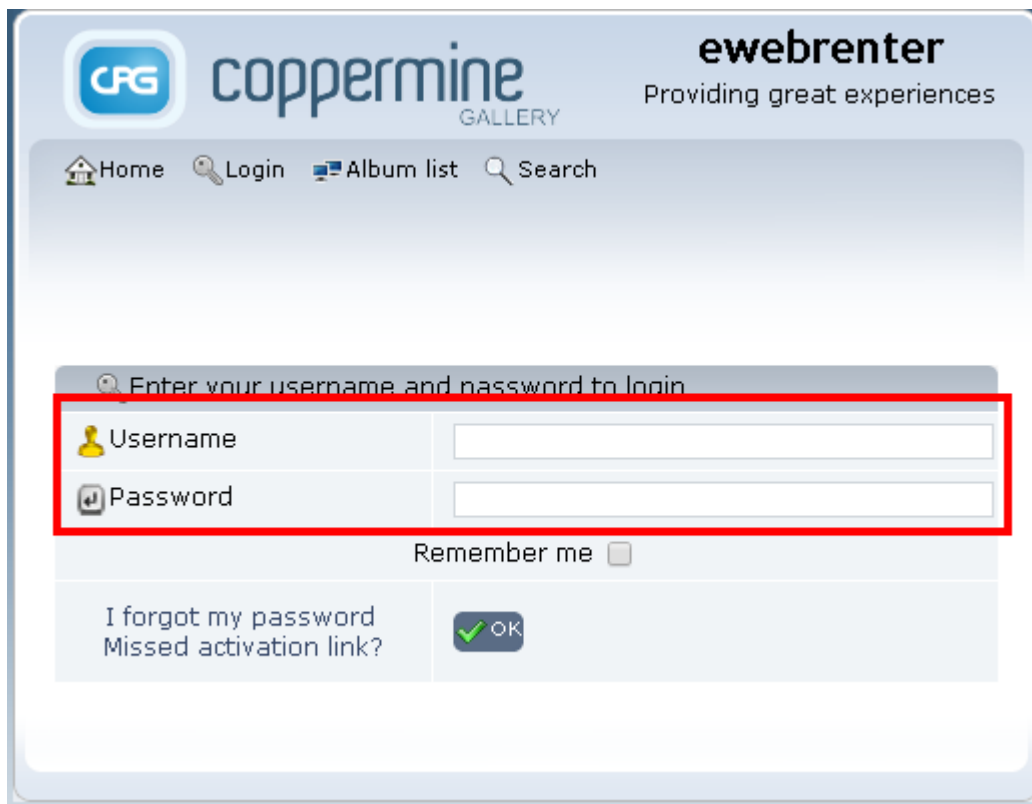 CPG coppermine
GALLERY
ewebrenter
Providing great experiences
Home Login Album list Search
Enter your username and password to login
Username
Password
Remember me
I forgot my password
Missed activation link?
OK